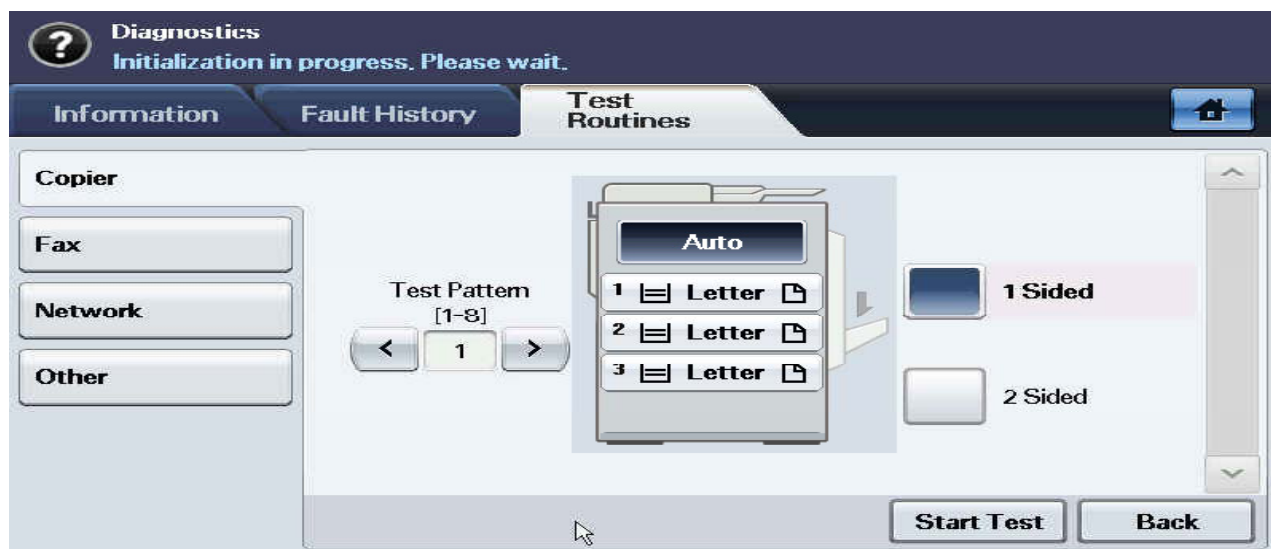 ?
Diagnostics
Initialization in progress. Please wait.
Information
Fault History
Test
Routines
Copier
Fax
Network
Other
Test Pattern
[1-8]
< 1 >
Auto
1 Letter
2 Letter
3 Letter
1 Sided
2 Sided
Start Test
Back